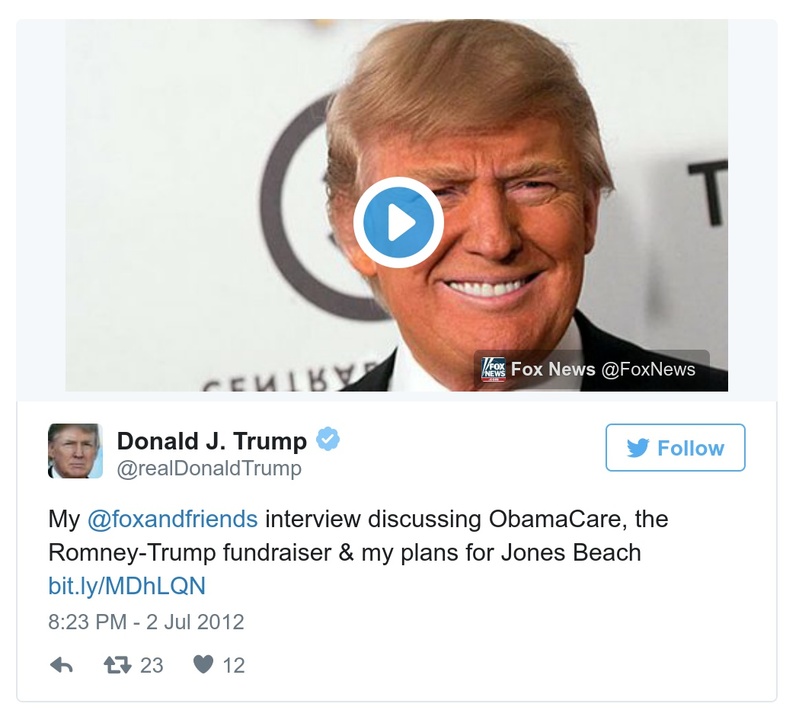 T
CENTRAL
FOX
NEWS
Fox News @FoxNews
Donald J. Trump
@realDonaldTrump
Follow
My @foxandfriends interview discussing ObamaCare, the
Romney-Trump fundraiser & my plans for Jones Beach
bit.ly/MDhLQN
8:23 PM - 2 Jul 2012
23 12